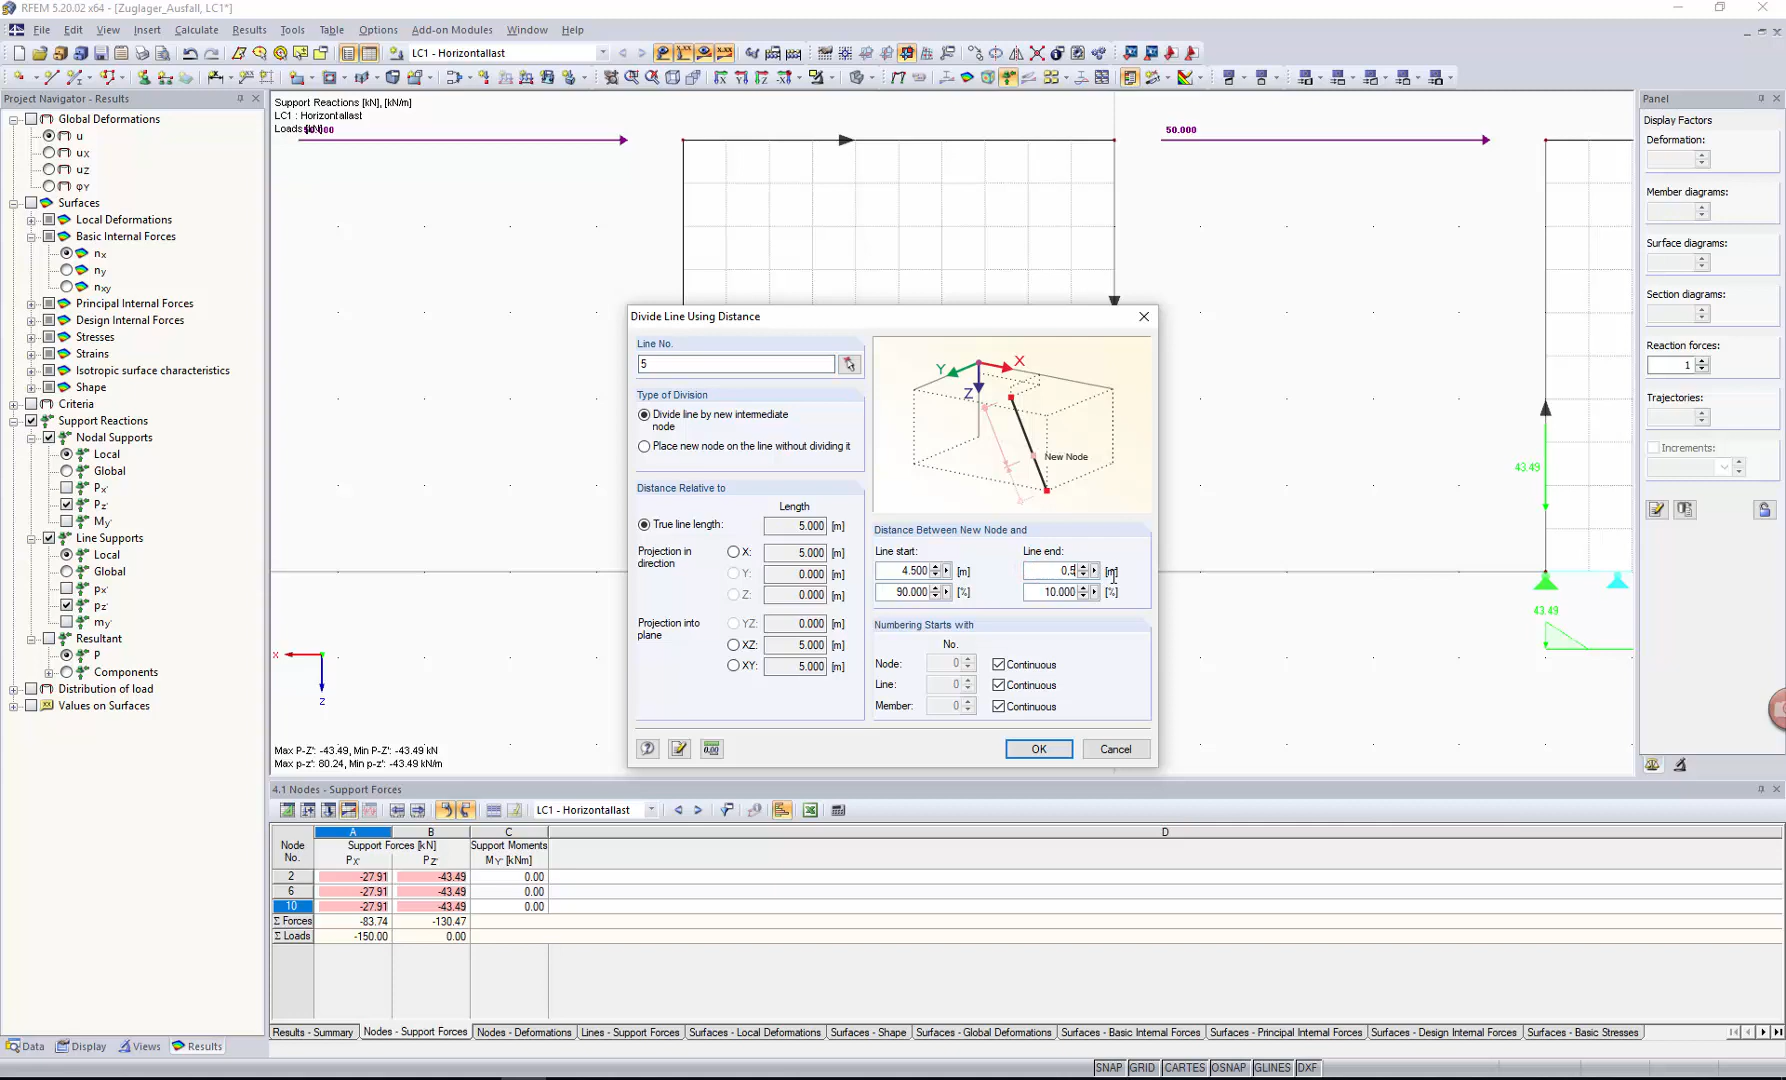 RFEM 5.20.02 x64 - [Zuglager_Ausfall, LC1*]
File Edit View Insert Calculate Results Tools Table Options Add-on Modules Window Help
LC1 - Horizontallast
Project Navigator - Results
Global Deformations
u
uX
uZ
φY
Surfaces
Local Deformations
Basic Internal Forces
nx
ny
nxy
Principal Internal Forces
Design Internal Forces
Stresses
Strains
Isotropic surface characteristics
Shape
Criteria
Support Reactions
Nodal Supports
Local
Global
PX'
PZ'
MY'
Line Supports
Local
Global
px'
pz'
my'
Resultant
P
Components
Distribution of load
Values on Surfaces
Data Display Views Results
Support Reactions [kN], [kN/m]
LC1 : Horizontallast
Loads [kN]
50.000
43.49
43.49
x
Z
Max P-Z': -43.49, Min P-Z': -43.49 kN
Max p-z': 80.24, Min p-z': -43.49 kN/m
Divide Line Using Distance
Line No.
5
Type of Division
Divide line by new intermediate
node
Place new node on the line without dividing it
Distance Relative to
Length
True line length: 5.000 [m]
Projection in
direction
X: 5.000 [m]
Y: 0.000 [m]
Z: 0.000 [m]
Projection into
plane
YZ: 0.000 [m]
XZ: 5.000 [m]
XY: 5.000 [m]
X
Y
Z
New Node
Distance Between New Node and
Line start: Line end:
4.500 [m] 0,5 [m]
90.000 [%] 10.000 [%]
Numbering Starts with
No.
Node: 0 Continuous
Line: 0 Continuous
Member: 0 Continuous
0.00
OK Cancel
Panel
Display Factors
Deformation:
Member diagrams:
Surface diagrams:
Section diagrams:
Reaction forces:
1
Trajectories:
Increments:
4.1 Nodes - Support Forces
LC1 - Horizontallast
A B C D
Node Support Forces [kN] Support Moments
No. PX' PZ' MY' [kNm]
2 -27.91 -43.49 0.00
6 -27.91 -43.49 0.00
10 -27.91 -43.49 0.00
Σ Forces -83.74 -130.47
Σ Loads -150.00 0.00
Results - Summary Nodes - Support Forces Nodes - Deformations Lines - Support Forces Surfaces - Local Deformations Surfaces - Shape Surfaces - Global Deformations Surfaces - Basic Internal Forces Surfaces - Principal Internal Forces Surfaces - Design Internal Forces Surfaces - Basic Stresses
SNAP GRID CARTES OSNAP GLINES DXF